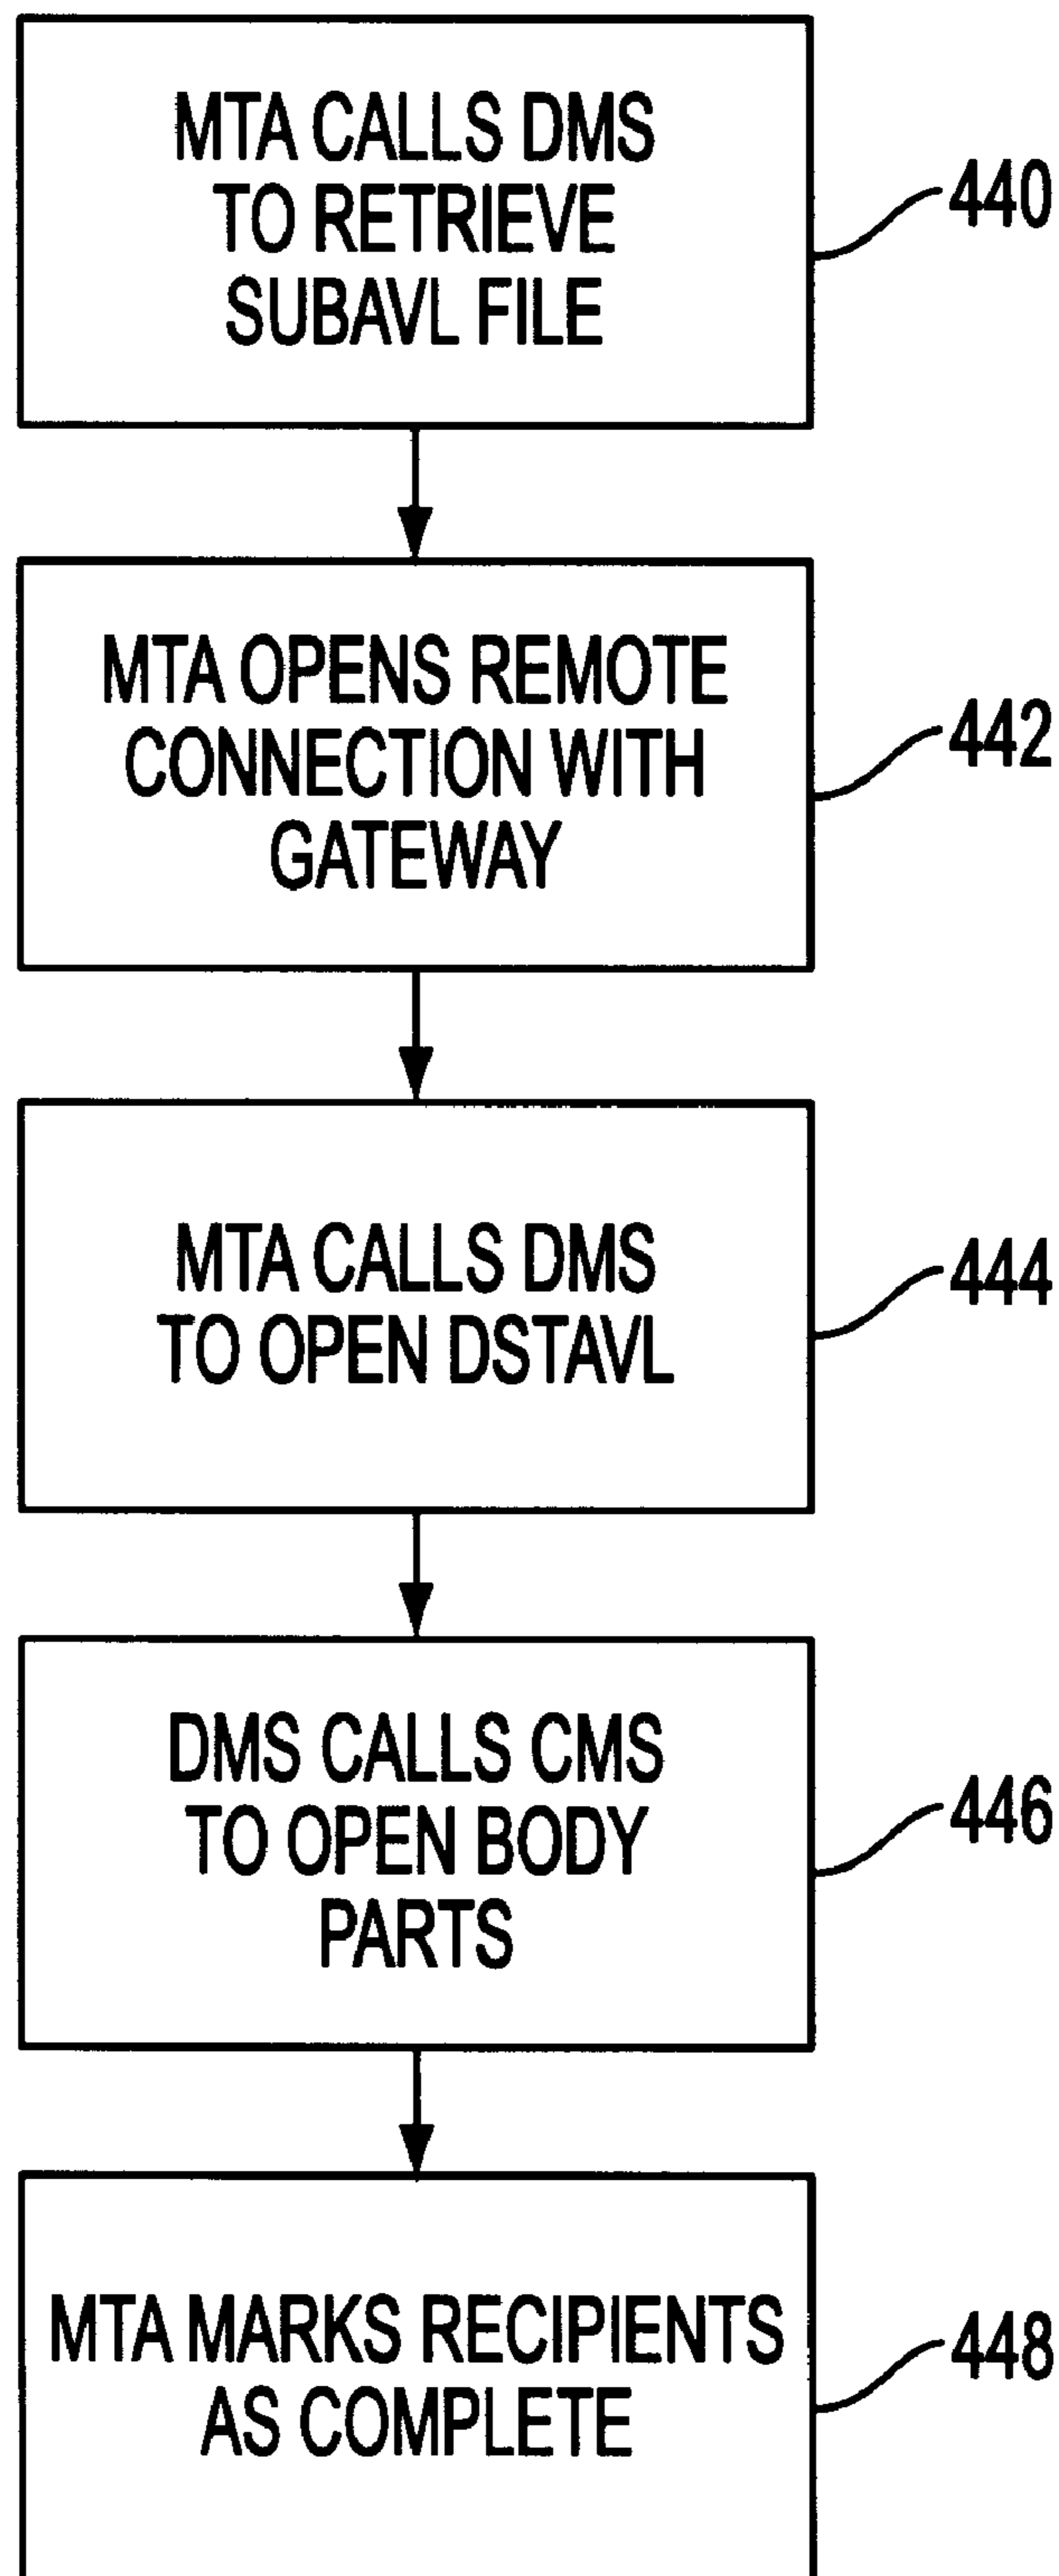 MTA CALLS DMS
TO RETRIEVE
SUBAVL FILE
440
MTA OPENS REMOTE
CONNECTION WITH
GATEWAY
442
MTA CALLS DMS
TO OPEN DSTAVL
444
DMS CALLS CMS
TO OPEN BODY
PARTS
446
MTA MARKS RECIPIENTS
AS COMPLETE
448